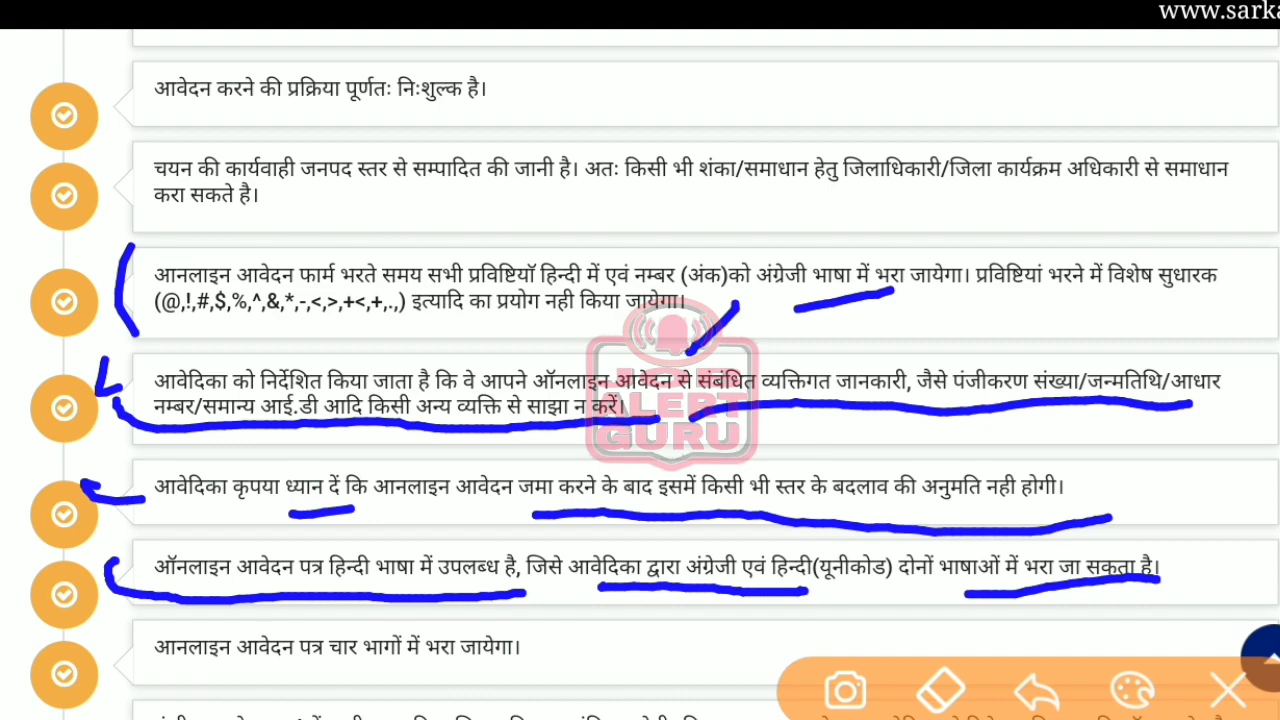 www.sarka
आवेदन करने की प्रक्रिया पूर्णतः निःशुल्क है।
चयन की कार्यवाही जनपद स्तर से सम्पादित की जानी है। अतः किसी भी शंका/समाधान हेतु जिलाधिकारी/जिला कार्यक्रम अधिकारी से समाधान
करा सकते है।
आनलाइन आवेदन फार्म भरते समय सभी प्रविष्टियॉ हिन्दी में एवं नम्बर (अंक)को अंग्रेजी भाषा में भरा जायेगा। प्रविष्टियां भरने में विशेष सुधारक
(@,!,#,$,%,^,&,*,-,<,>,+<,+,.,) इत्यादि का प्रयोग नही किया जायेगा।
आवेदिका को निर्देशित किया जाता है कि वे आपने ऑनलाइन आवेदन से संबंधित व्यक्तिगत जानकारी, जैसे पंजीकरण संख्या/जन्मतिथि/आधार
नम्बर/समान्य आई.डी आदि किसी अन्य व्यक्ति से साझा न करें।
JOB
ALERT
GURU
आवेदिका कृपया ध्यान दें कि आनलाइन आवेदन जमा करने के बाद इसमें किसी भी स्तर के बदलाव की अनुमति नही होगी।
ऑनलाइन आवेदन पत्र हिन्दी भाषा में उपलब्ध है, जिसे आवेदिका द्वारा अंग्रेजी एवं हिन्दी(यूनीकोड) दोनों भाषाओं में भरा जा सकता है।
आनलाइन आवेदन पत्र चार भागों में भरा जायेगा।